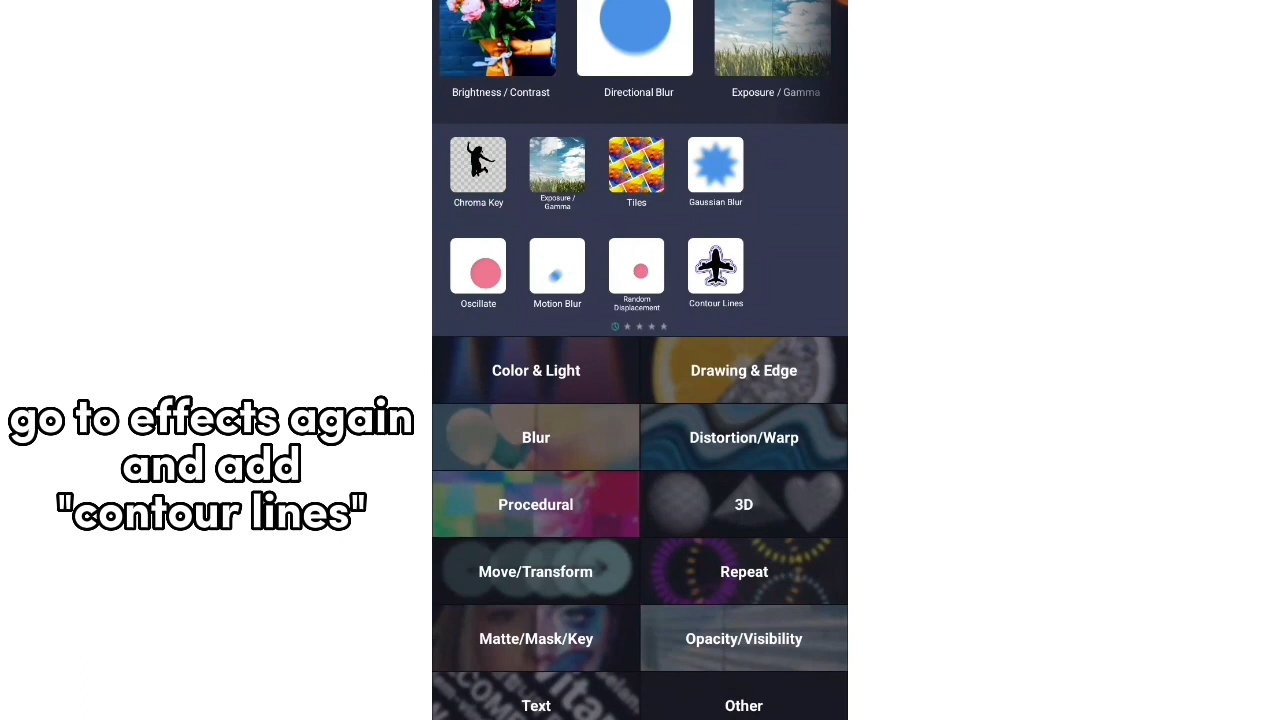 Brightness / Contrast
Directional Blur
Exposure / Gamma
Chroma Key
Exposure /
Gamma
Tiles
Gaussian Blur
Oscillate
Motion Blur
Random
Displacement
Contour Lines
Color & Light
Drawing & Edge
Blur
Distortion/Warp
Procedural
3D
Move/Transform
Repeat
Matte/Mask/Key
Opacity/Visibility
Text
Other
go to effects again
and add
"contour lines"